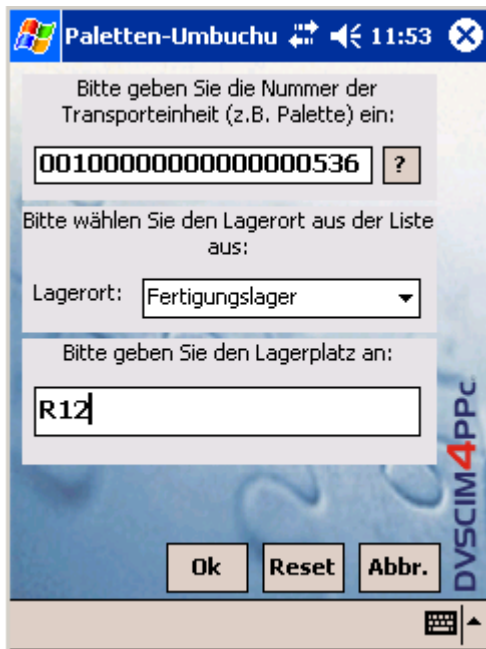 Paletten-Umbuchu 11:53
Bitte geben Sie die Nummer der
Transporteinheit (z.B. Palette) ein:
00100000000000000536 ?
Bitte wählen Sie den Lagerort aus der Liste
aus:
Lagerort: Fertigungslager
Bitte geben Sie den Lagerplatz an:
R12
DVSCIM4PPc
Ok Reset Abbr.